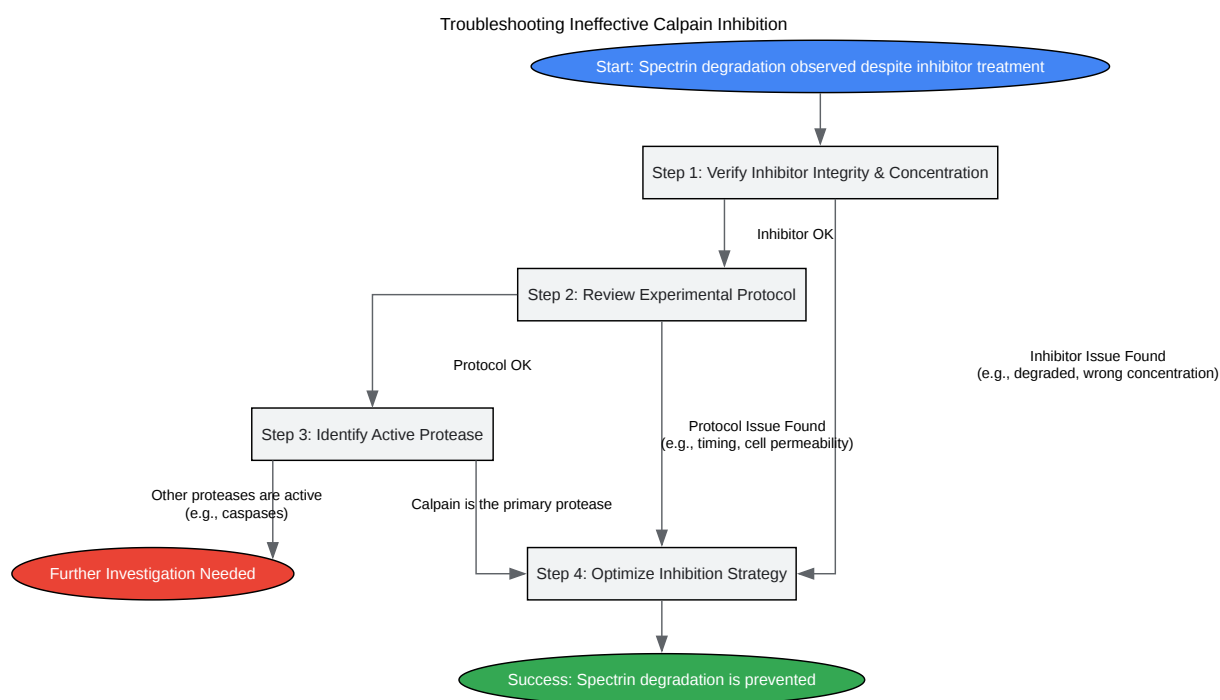 Troubleshooting Ineffective Calpain Inhibition
Start: Spectrin degradation observed despite inhibitor treatment
Step 1: Verify Inhibitor Integrity & Concentration
Inhibitor OK
Step 2: Review Experimental Protocol
Inhibitor Issue Found
(e.g., degraded, wrong concentration)
Protocol OK
Protocol Issue Found
(e.g., timing, cell permeability)
Step 3: Identify Active Protease
Other proteases are active
(e.g., caspases)
Calpain is the primary protease
Further Investigation Needed
Step 4: Optimize Inhibition Strategy
Success: Spectrin degradation is prevented